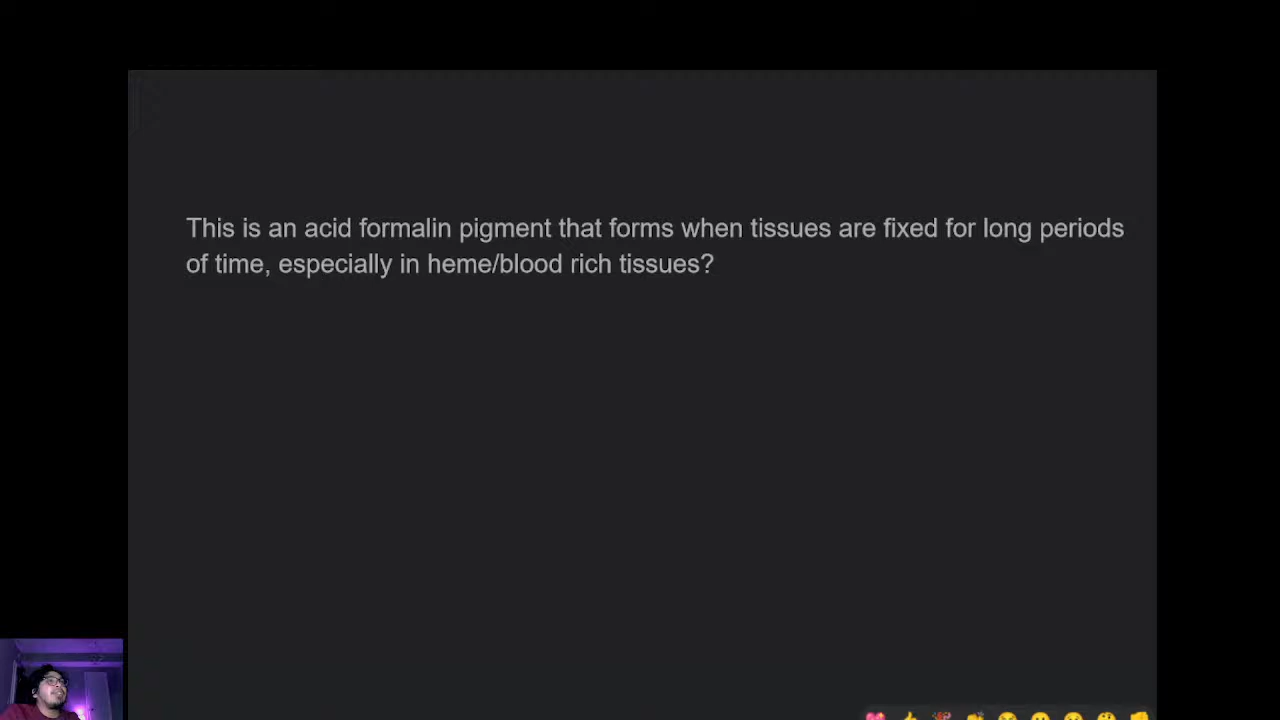 This is an acid formalin pigment that forms when tissues are fixed for long periods
of time, especially in heme/blood rich tissues?